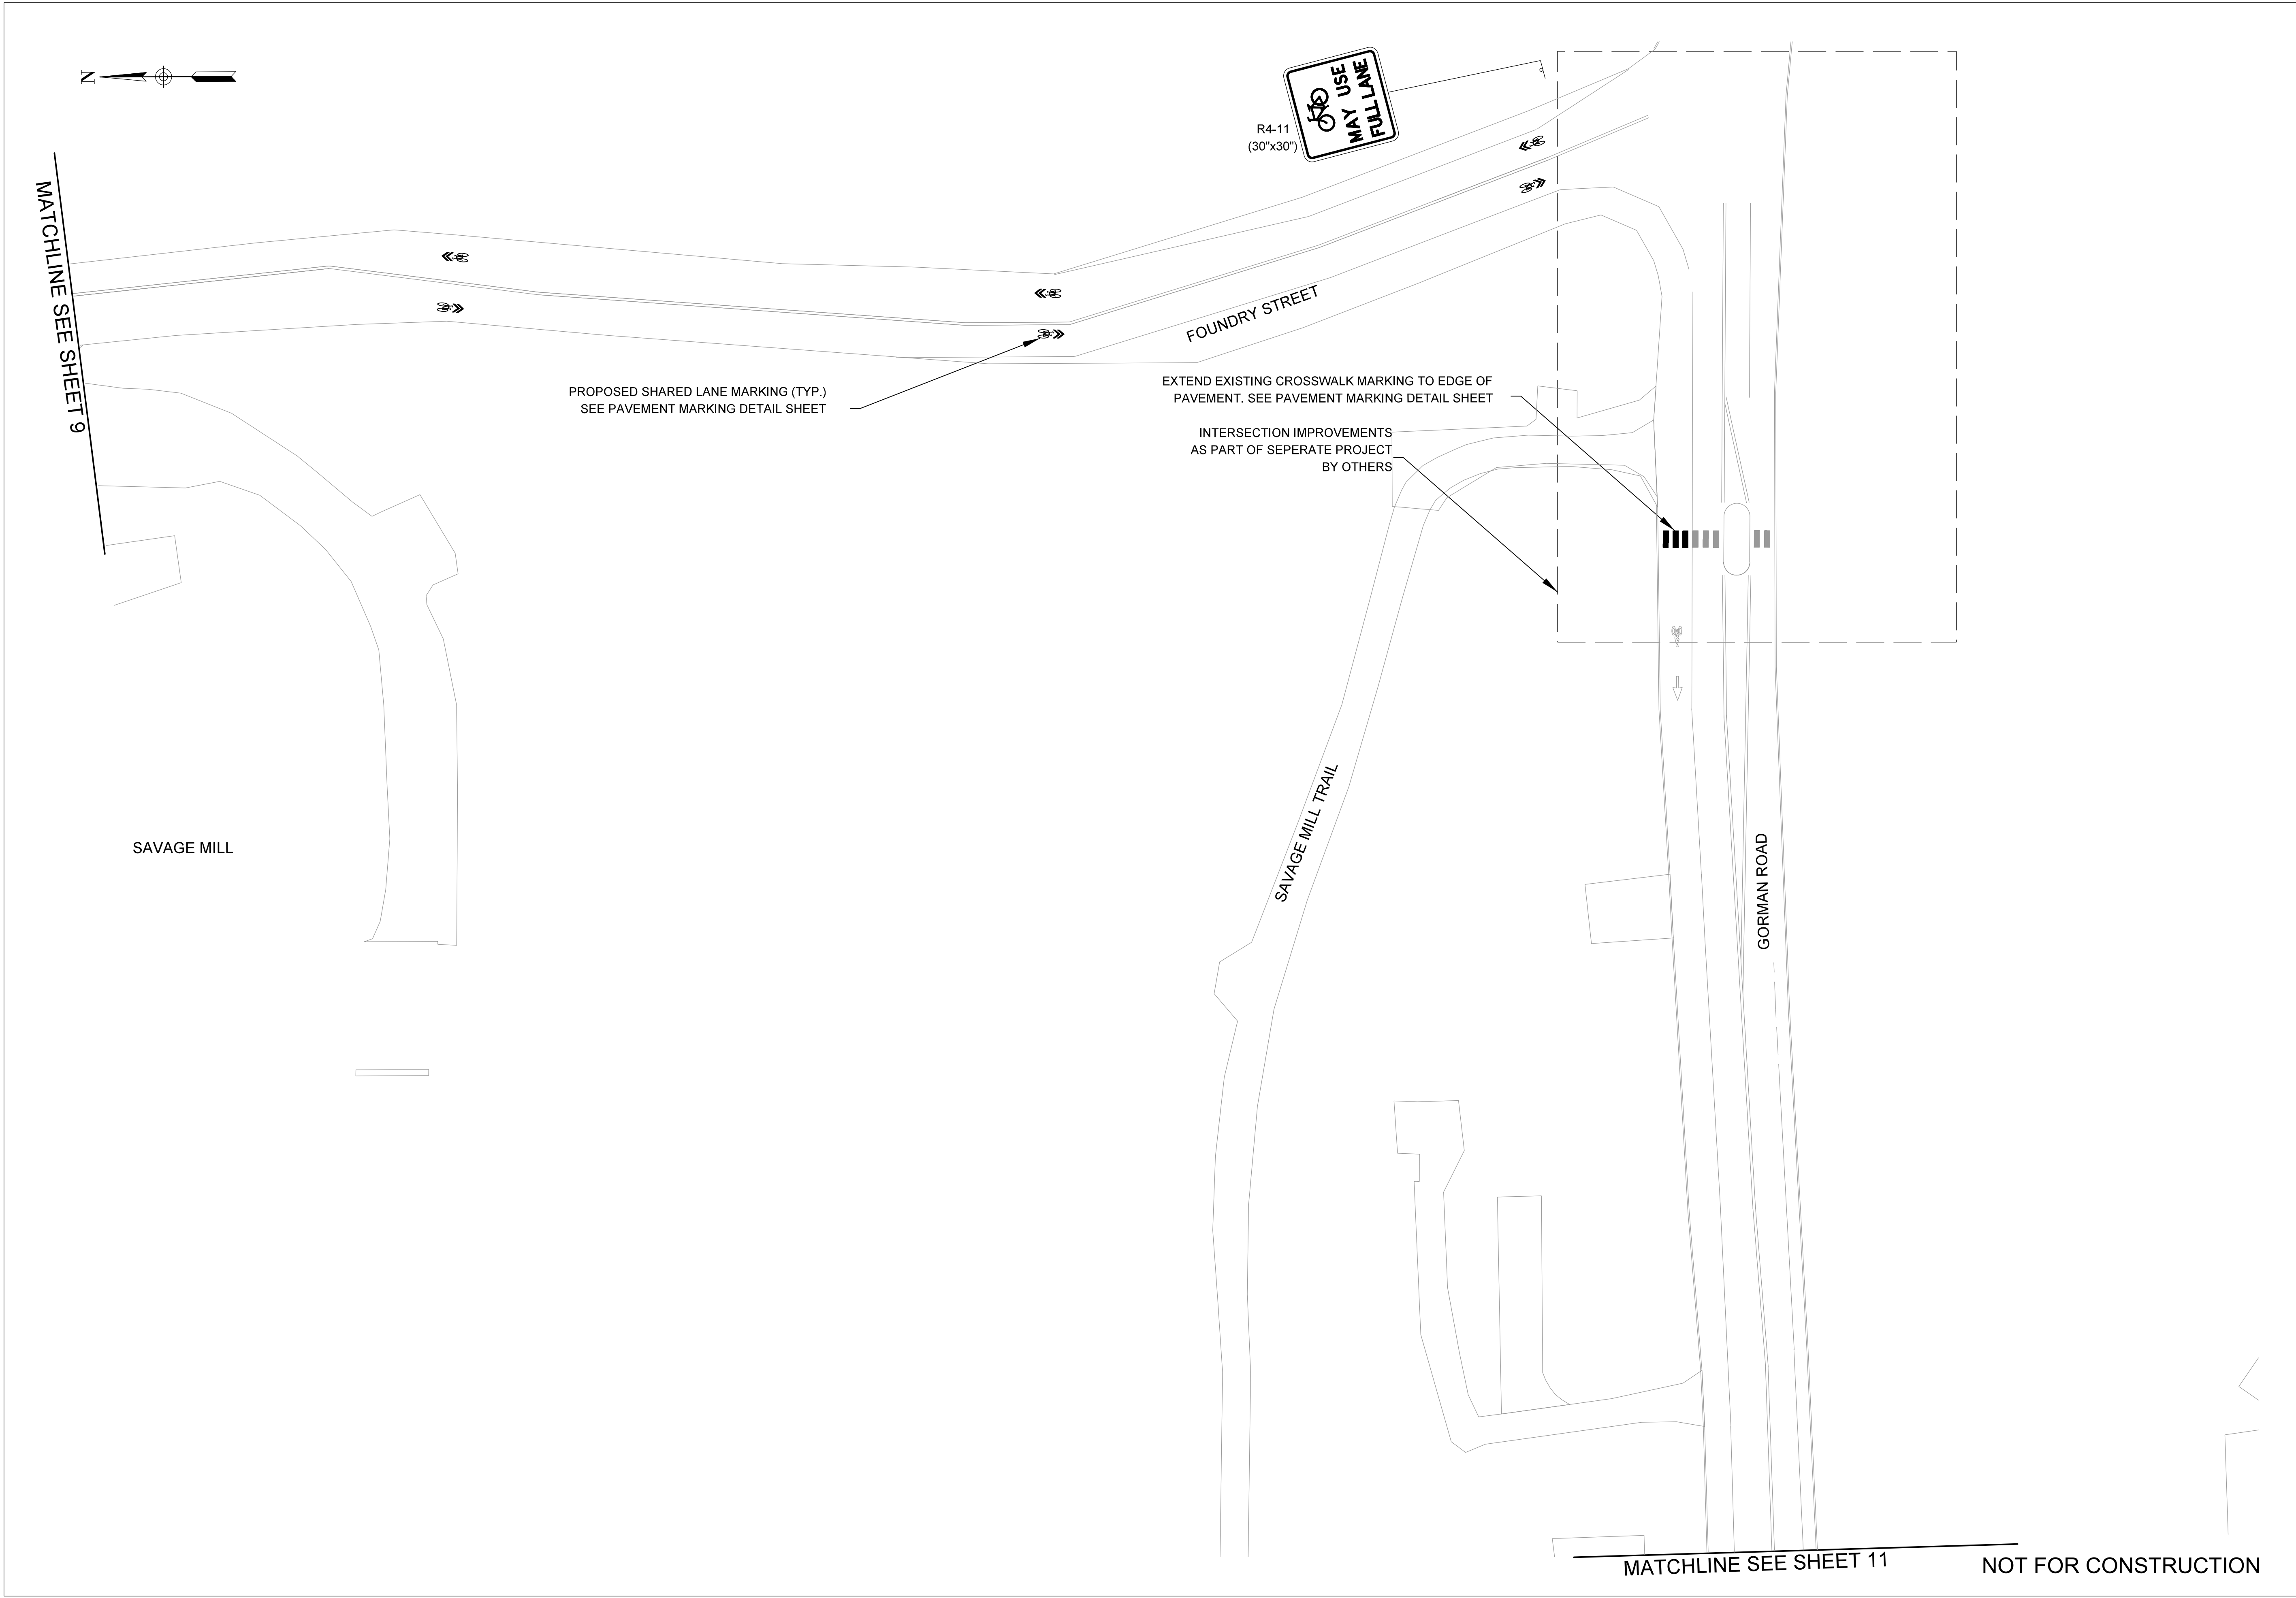 N
R4-11
(30"x30")
MAY USE
FULL LANE
MATCHLINE SEE SHEET 9
FOUNDRY STREET
PROPOSED SHARED LANE MARKING (TYP.)
SEE PAVEMENT MARKING DETAIL SHEET
EXTEND EXISTING CROSSWALK MARKING TO EDGE OF
PAVEMENT. SEE PAVEMENT MARKING DETAIL SHEET
INTERSECTION IMPROVEMENTS
AS PART OF SEPERATE PROJECT
BY OTHERS
SAVAGE MILL
SAVAGE MILL TRAIL
GORMAN ROAD
MATCHLINE SEE SHEET 11
NOT FOR CONSTRUCTION